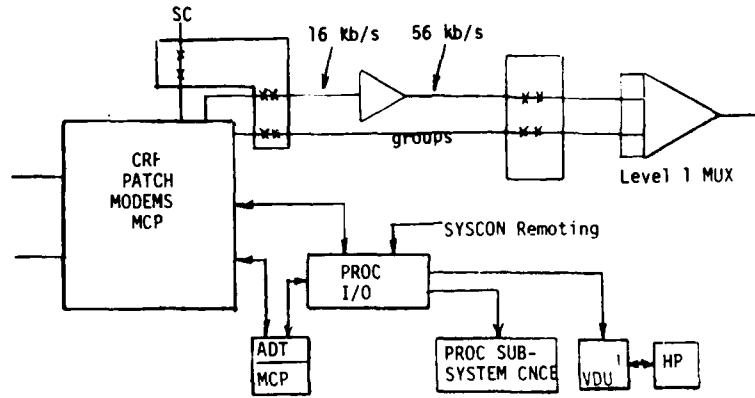 SC
16 kb/s
56 kb/s
groups
Level 1 MUX
CRF
PATCH
MODEMS
MCP
SYSCON Remoting
PROC
I/O
ADT
MCP
PROC SUB-
SYSTEM CNCE
VDU
HP